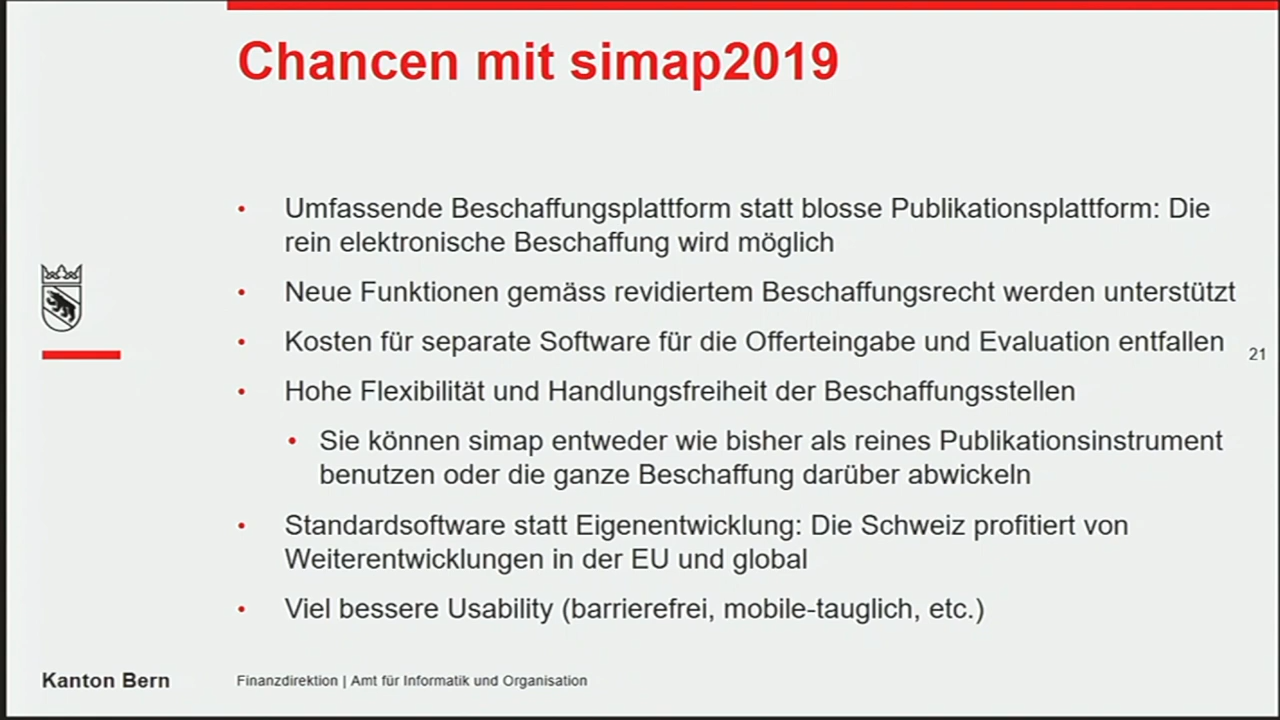 Chancen mit simap2019
• Umfassende Beschaffungsplattform statt blosse Publikationsplattform: Die
rein elektronische Beschaffung wird möglich
• Neue Funktionen gemäss revidiertem Beschaffungsrecht werden unterstützt
• Kosten für separate Software für die Offerteingabe und Evaluation entfallen
21
• Hohe Flexibilität und Handlungsfreiheit der Beschaffungsstellen
• Sie können simap entweder wie bisher als reines Publikationsinstrument
benutzen oder die ganze Beschaffung darüber abwickeln
• Standardsoftware statt Eigenentwicklung: Die Schweiz profitiert von
Weiterentwicklungen in der EU und global
• Viel bessere Usability (barrierefrei, mobile-tauglich, etc.)
Kanton Bern
Finanzdirektion | Amt für Informatik und Organisation